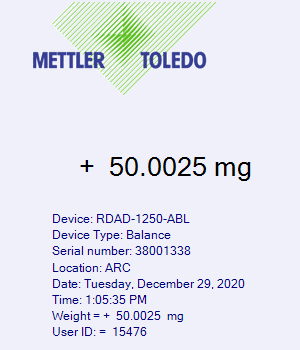 METTLER TOLEDO
+ 50.0025 mg
Device: RDAD-1250-ABL
Device Type: Balance
Serial number: 38001338
Location: ARC
Date: Tuesday, December 29, 2020
Time: 1:05:35 PM
Weight = + 50.0025 mg
User ID: = 15476